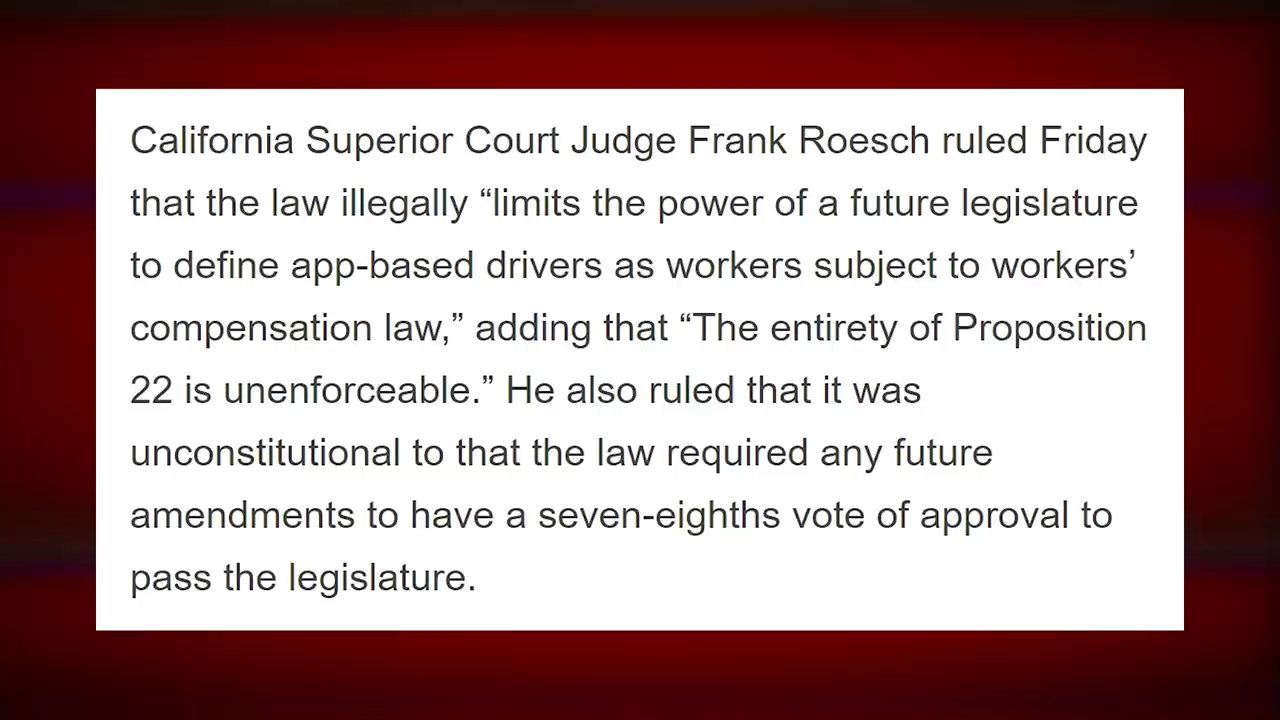 California Superior Court Judge Frank Roesch ruled Friday
that the law illegally “limits the power of a future legislature
to define app-based drivers as workers subject to workers’
compensation law,” adding that “The entirety of Proposition
22 is unenforceable.” He also ruled that it was
unconstitutional to that the law required any future
amendments to have a seven-eighths vote of approval to
pass the legislature.